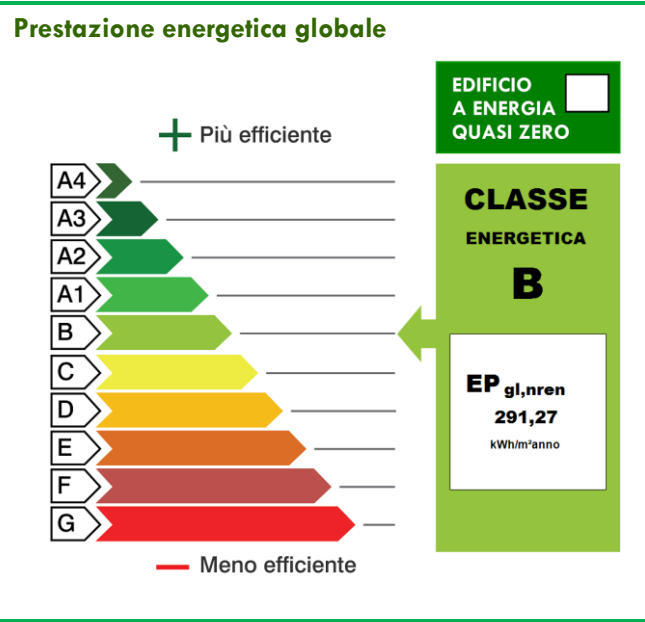 Prestazione energetica globale
EDIFICIO
A ENERGIA
QUASI ZERO
Più efficiente
A4
A3
A2
A1
B
C
D
E
F
G
Meno efficiente
CLASSE
ENERGETICA
B
EP gl,nren
291,27
kWh/m²anno